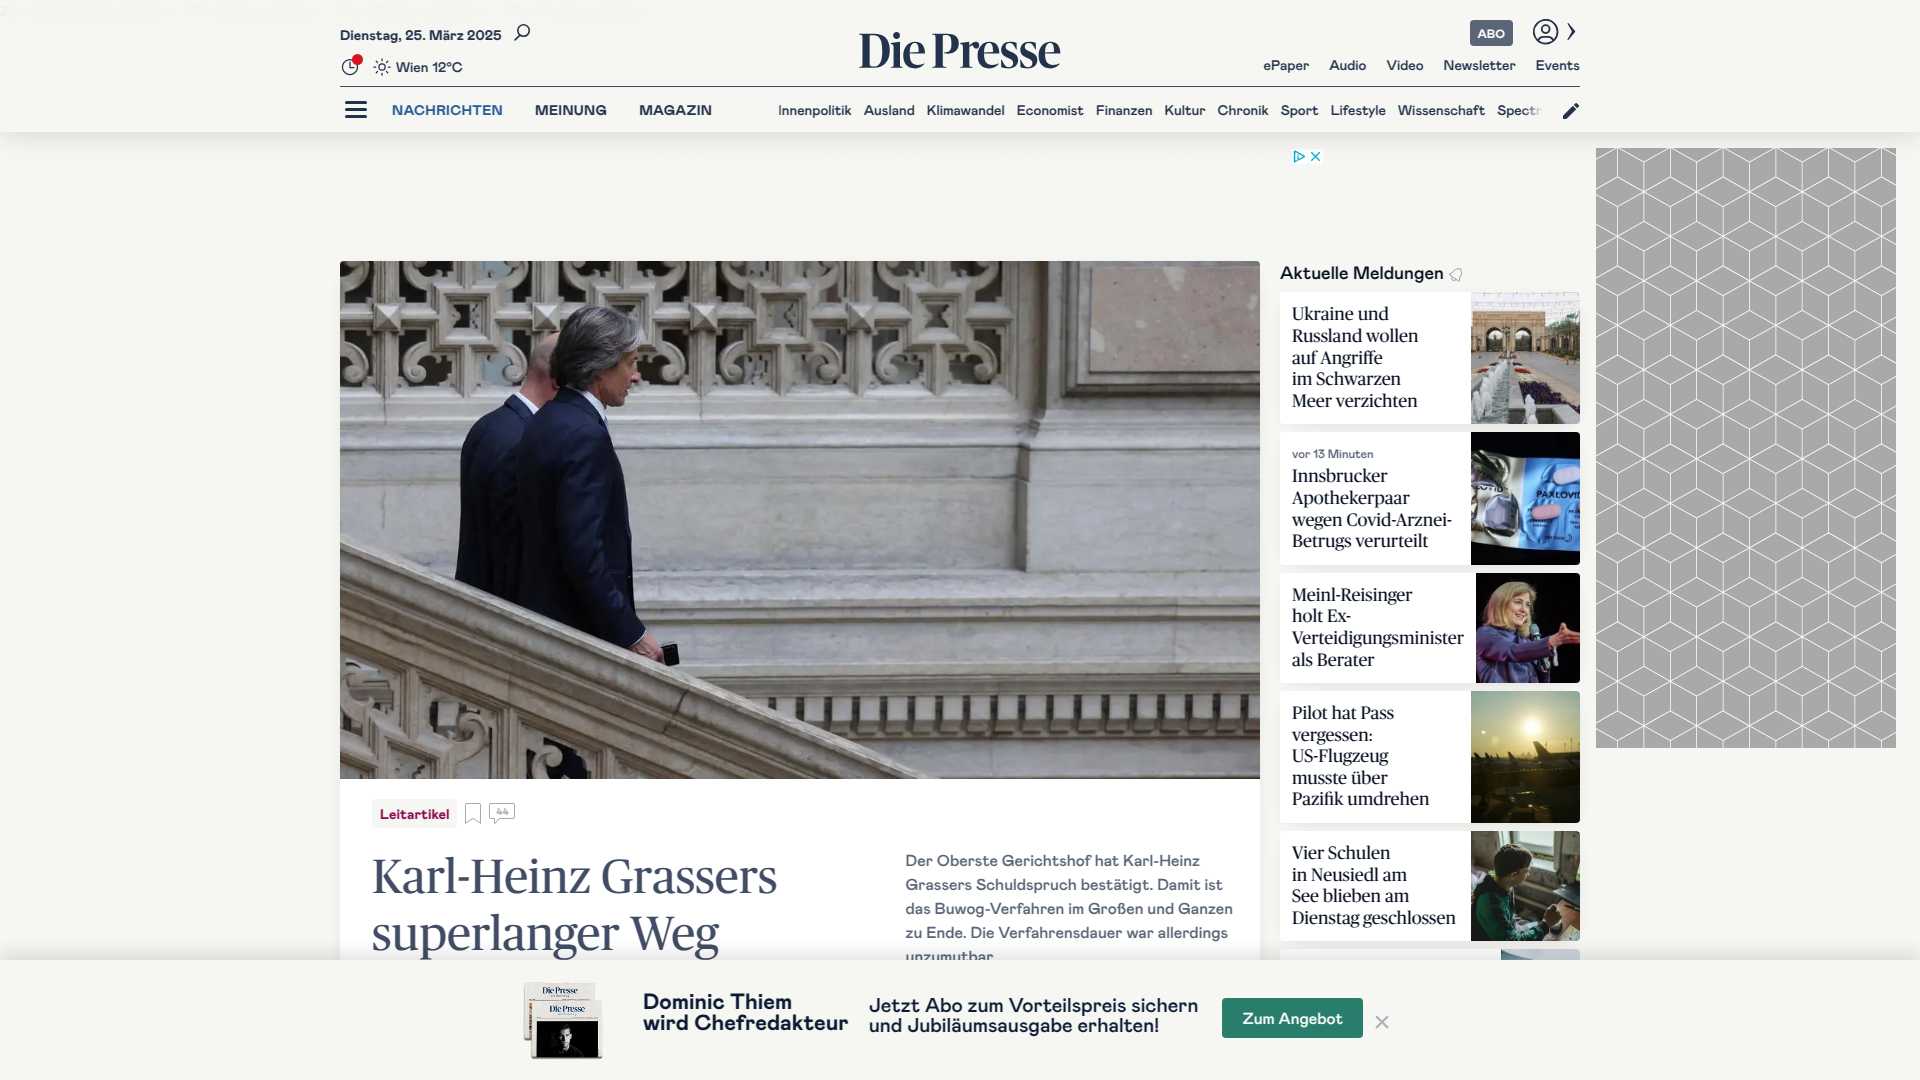 Dienstag, 25. März 2025
Wien 12°C
Die Presse
ABO
ePaper Audio Video Newsletter Events
NACHRICHTEN MEINUNG MAGAZIN
Innenpolitik Ausland Klimawandel Economist Finanzen Kultur Chronik Sport Lifestyle Wissenschaft
Leitartikel
44
Karl-Heinz Grassers
superlanger Weg
Der Oberste Gerichtshof hat Karl-Heinz
Grassers Schuldspruch bestätigt. Damit ist
das Buwog-Verfahren im Großen und Ganzen
zu Ende. Die Verfahrensdauer war allerdings
unzumutbar.
Aktuelle Meldungen
Ukraine und
Russland wollen
auf Angriffe
im Schwarzen
Meer verzichten
vor 13 Minuten
Innsbrucker
Apothekerpaar
wegen Covid-Arznei-
Betrugs verurteilt
PAXLOVID
Meinl-Reisinger
holt Ex-
Verteidigungsminister
als Berater
Pilot hat Pass
vergessen:
US-Flugzeug
musste über
Pazifik umdrehen
Vier Schulen
in Neusiedl am
See blieben am
Dienstag geschlossen
Die Presse
Die Presse
Dominic Thiem
wird Chefredakteur
Jetzt Abo zum Vorteilspreis sichern
und Jubiläumsausgabe erhalten!
Zum Angebot